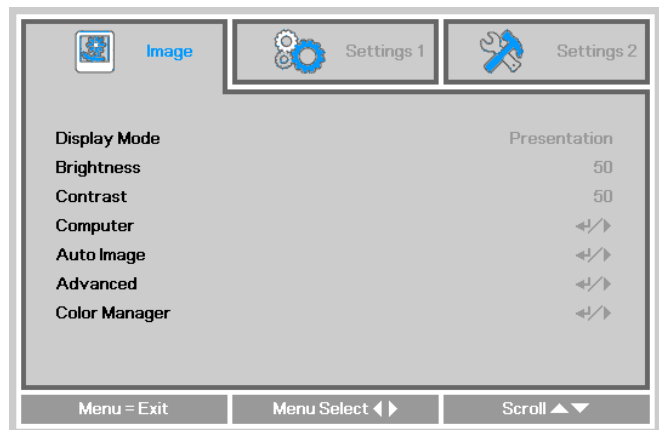 Image Settings 1 Settings 2
Display Mode Presentation
Brightness 50
Contrast 50
Computer
Auto Image
Advanced
Color Manager
Menu = Exit Menu Select Scroll